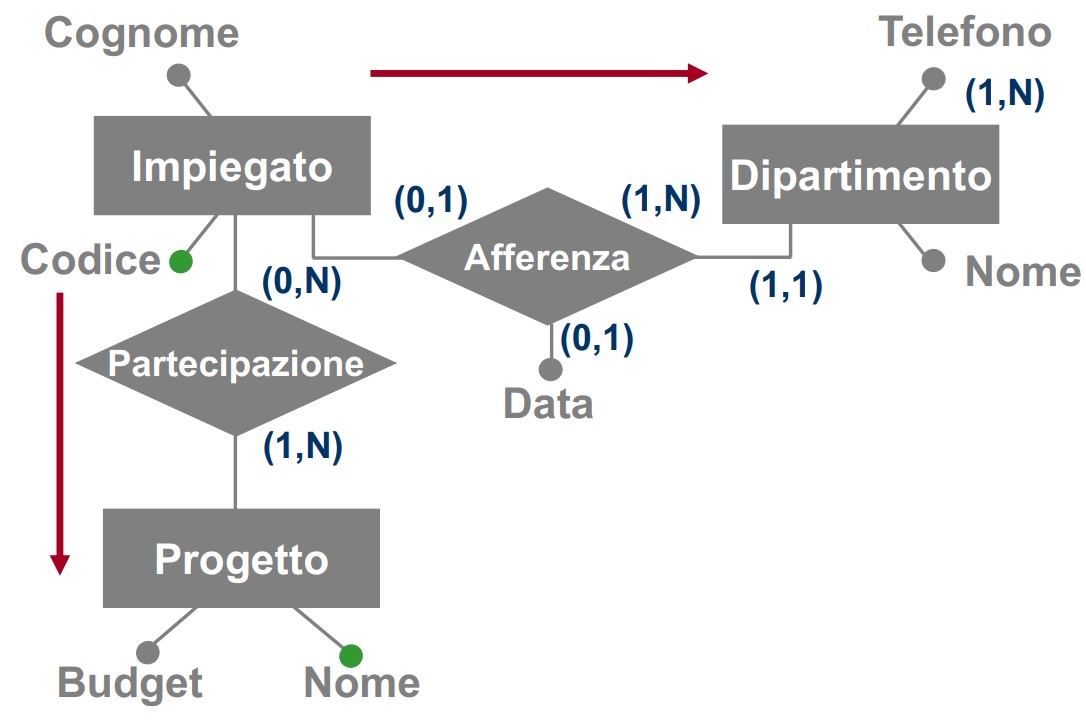 Cognome
Telefono
(1,N)
Impiegato
Dipartimento
(0,1)
(1,N)
Afferenza
Codice
(0,N)
(1,1)
Nome
(0,1)
Data
Partecipazione
(1,N)
Progetto
Budget
Nome